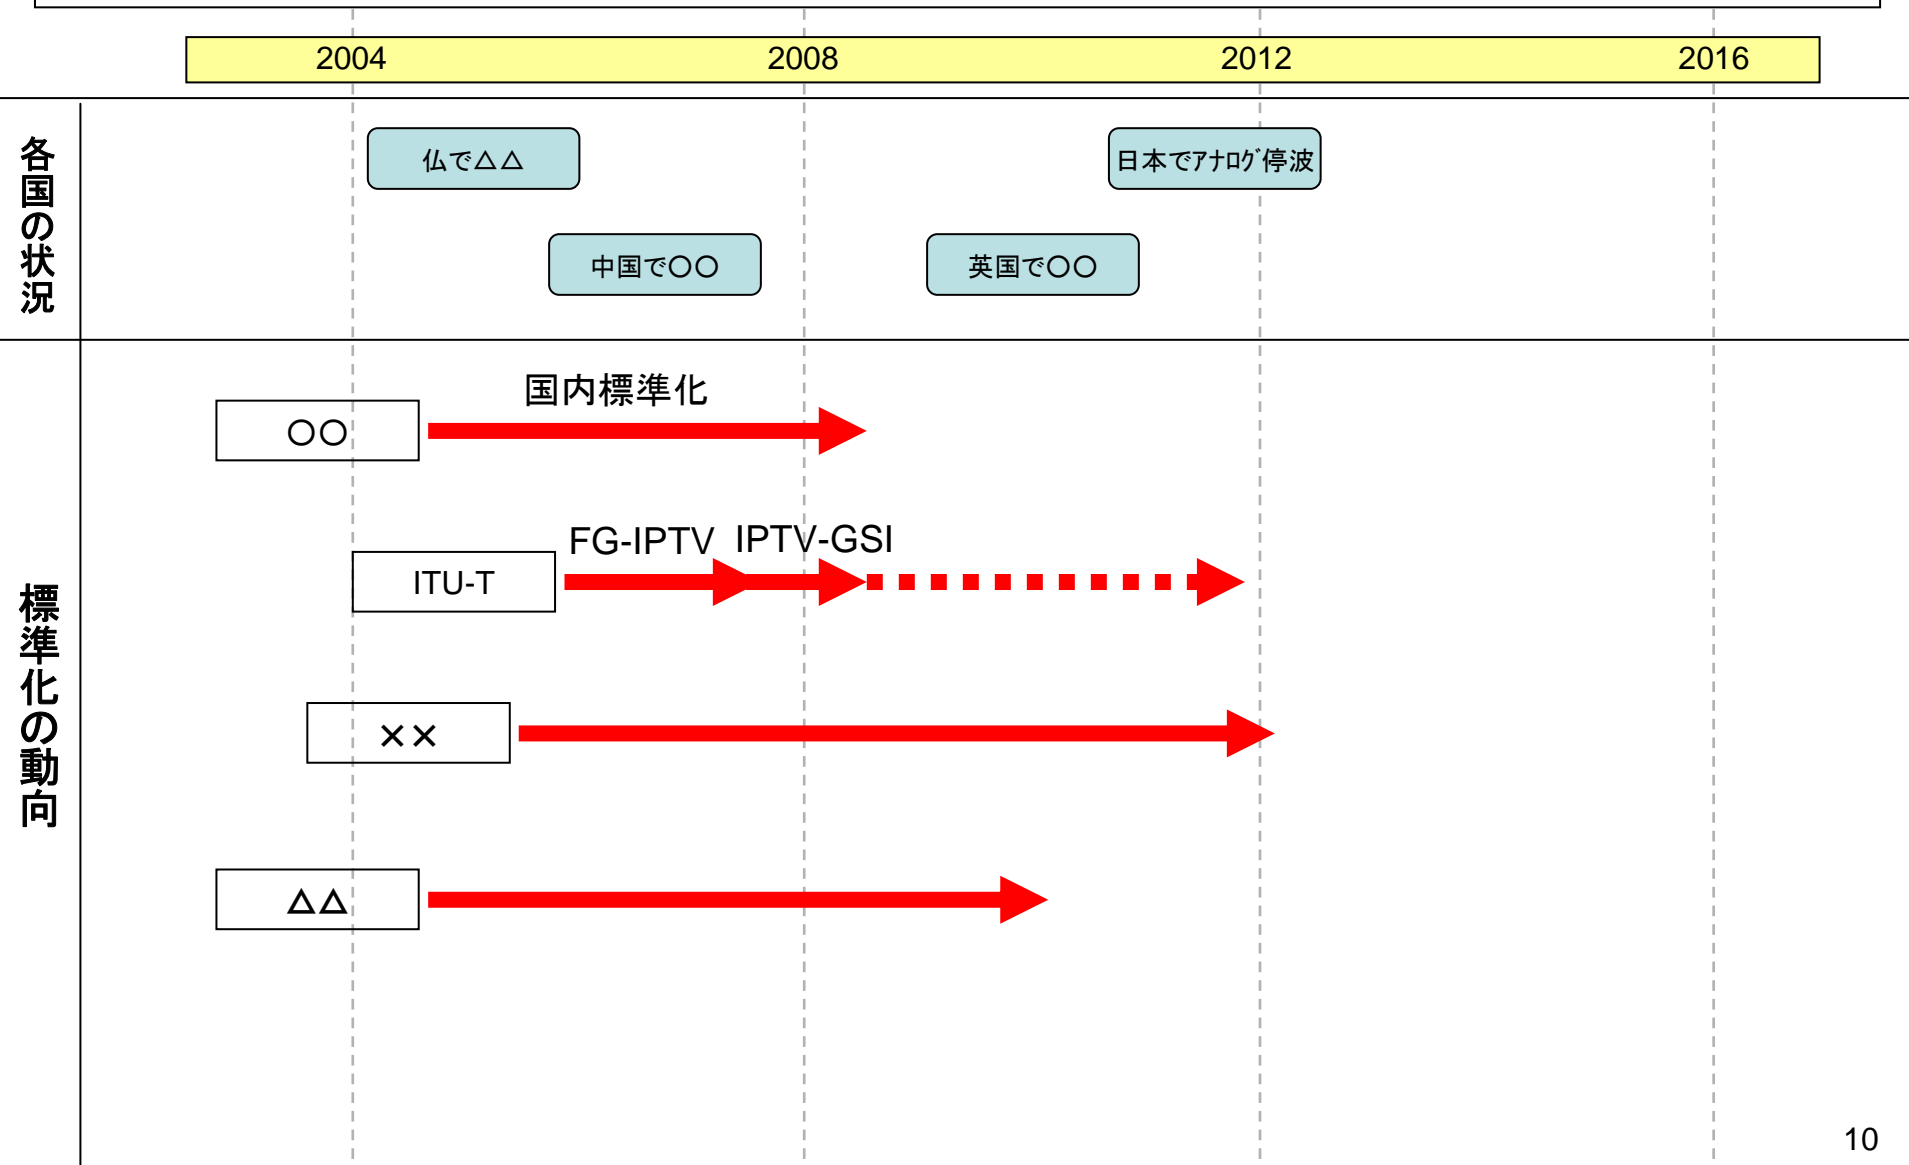 2004 2008 2012 2016
各国の状況
仏で△△
日本でｱﾅﾛｸﾞ停波
中国で○○
英国で○○
標準化の動向
国内標準化
○○
FG-IPTV IPTV-GSI
ITU-T
××
△△
10